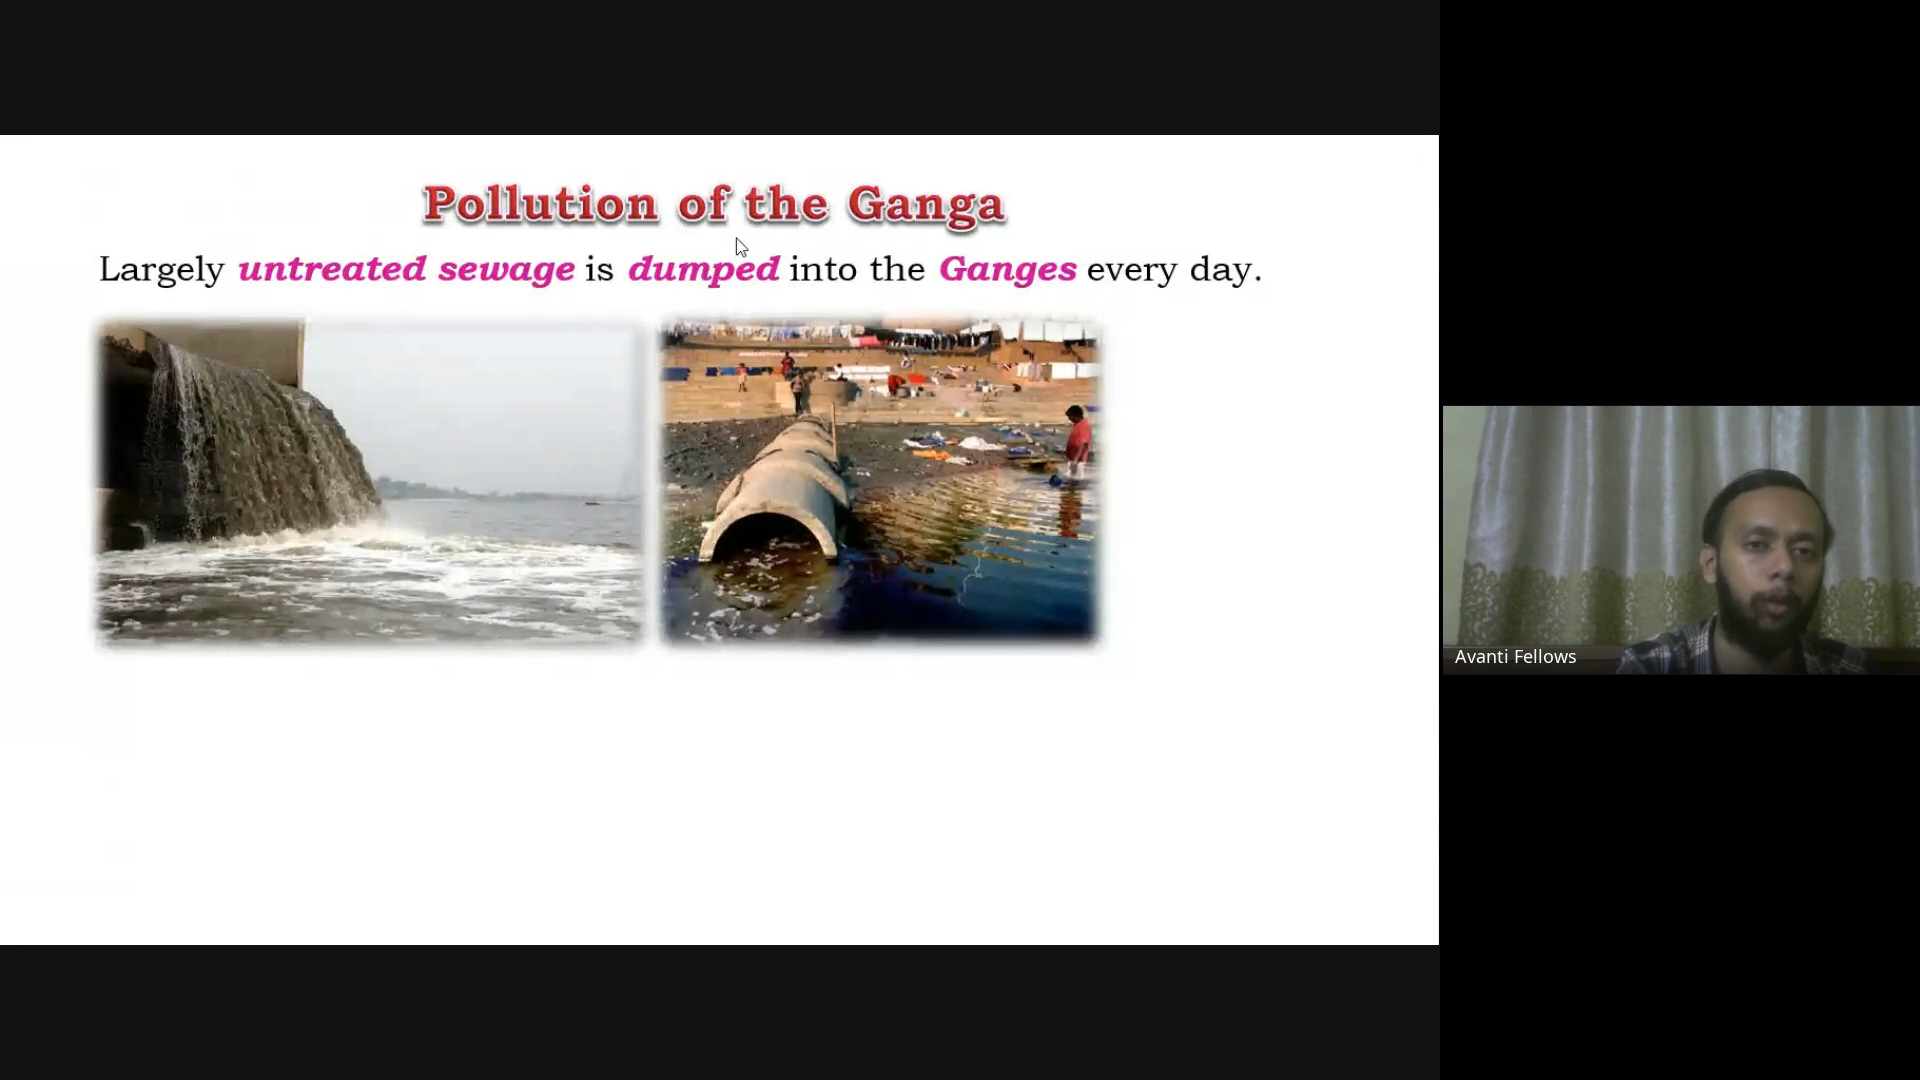 Pollution of the Ganga
Largely untreated sewage is dumped into the Ganges every day.
Avanti Fellows